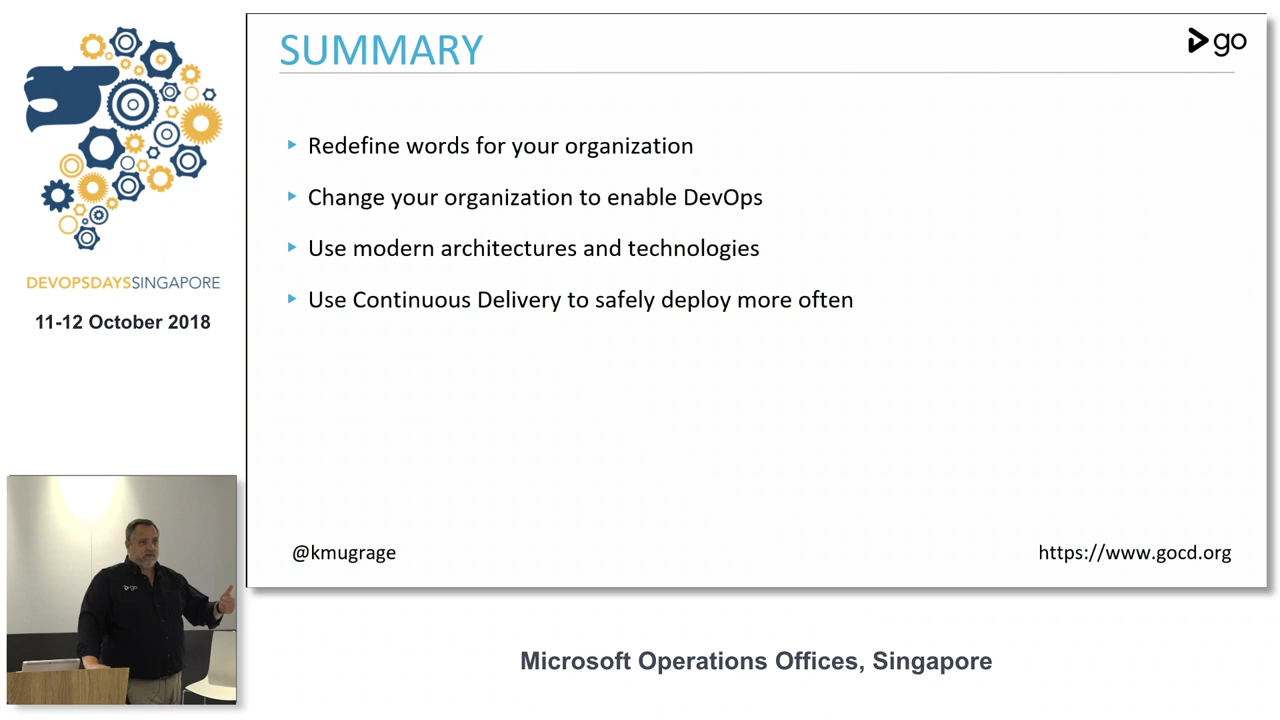 DEVOPSDAYSSINGAPORE
11-12 October 2018
SUMMARY
go
Redefine words for your organization
Change your organization to enable DevOps
Use modern architectures and technologies
Use Continuous Delivery to safely deploy more often
@kmugrage
https://www.gocd.org
go
Microsoft Operations Offices, Singapore